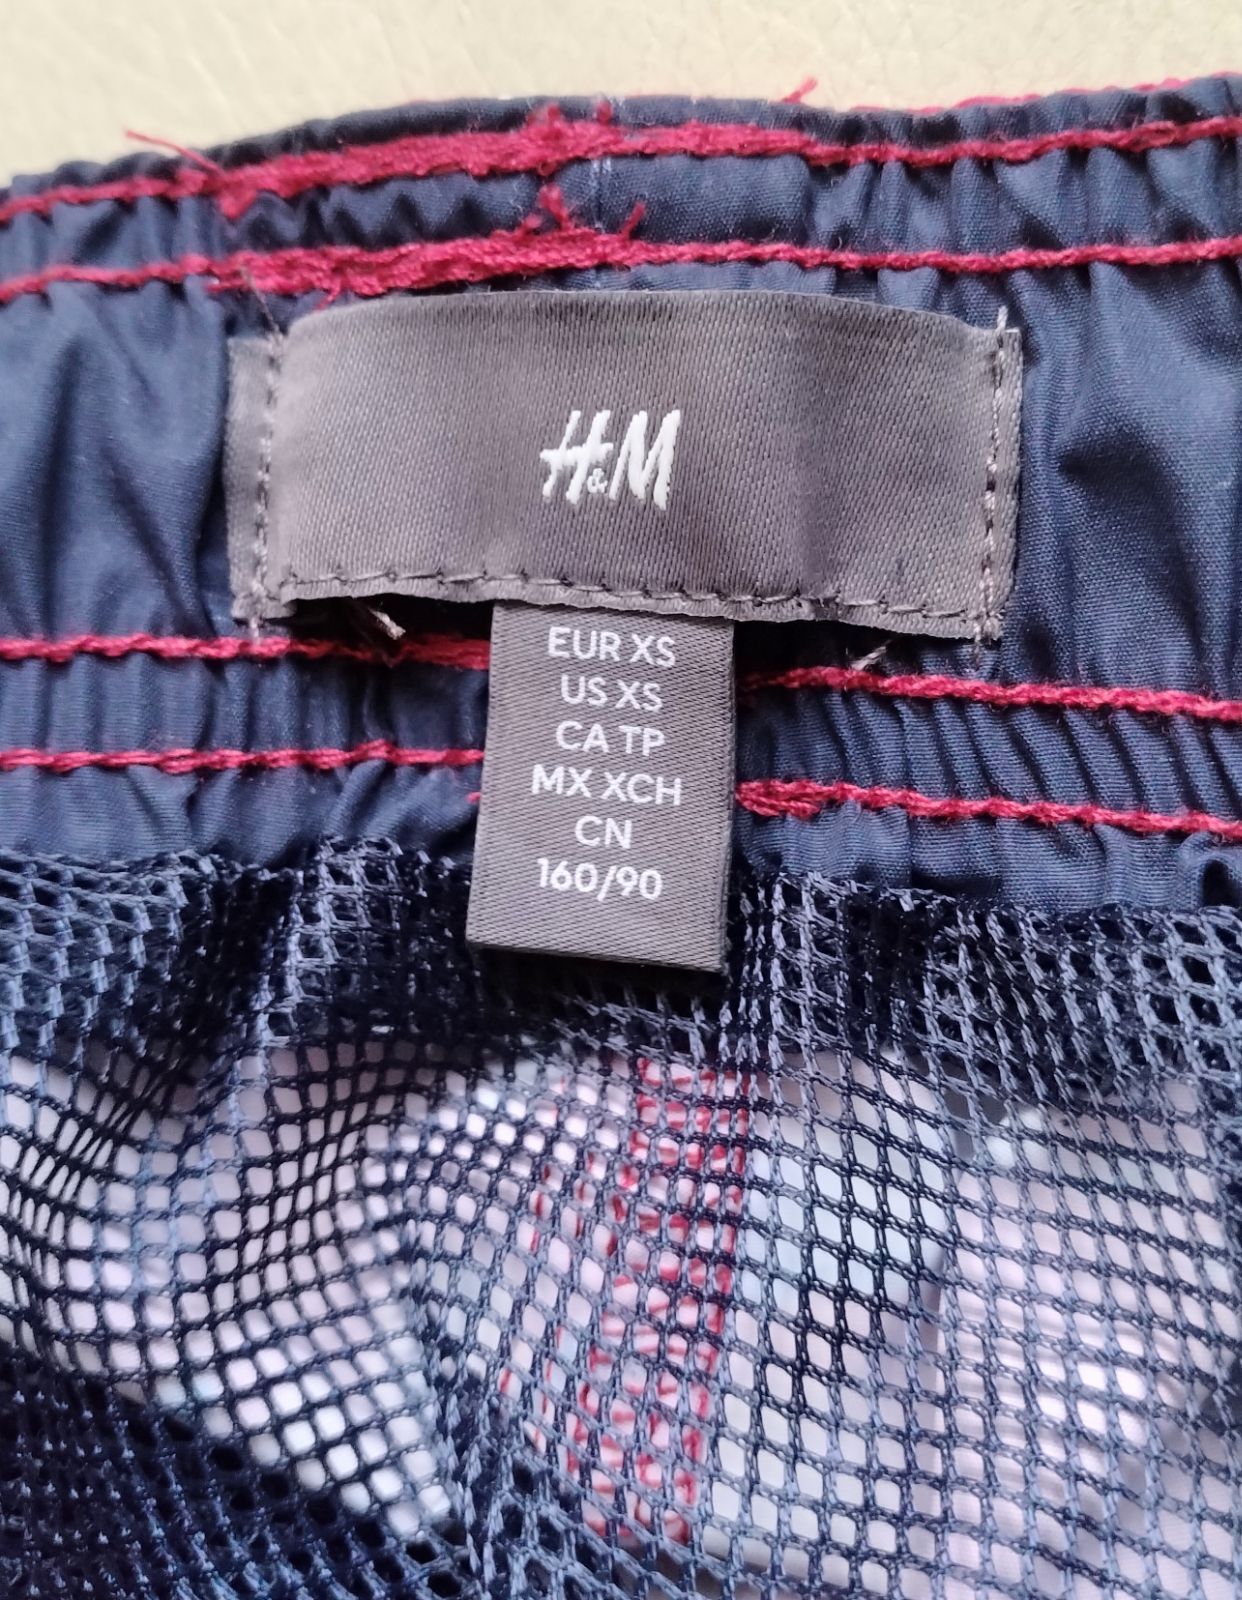 H&M
EUR XS
US XS
CA TP
MX XCH
CN
160/90